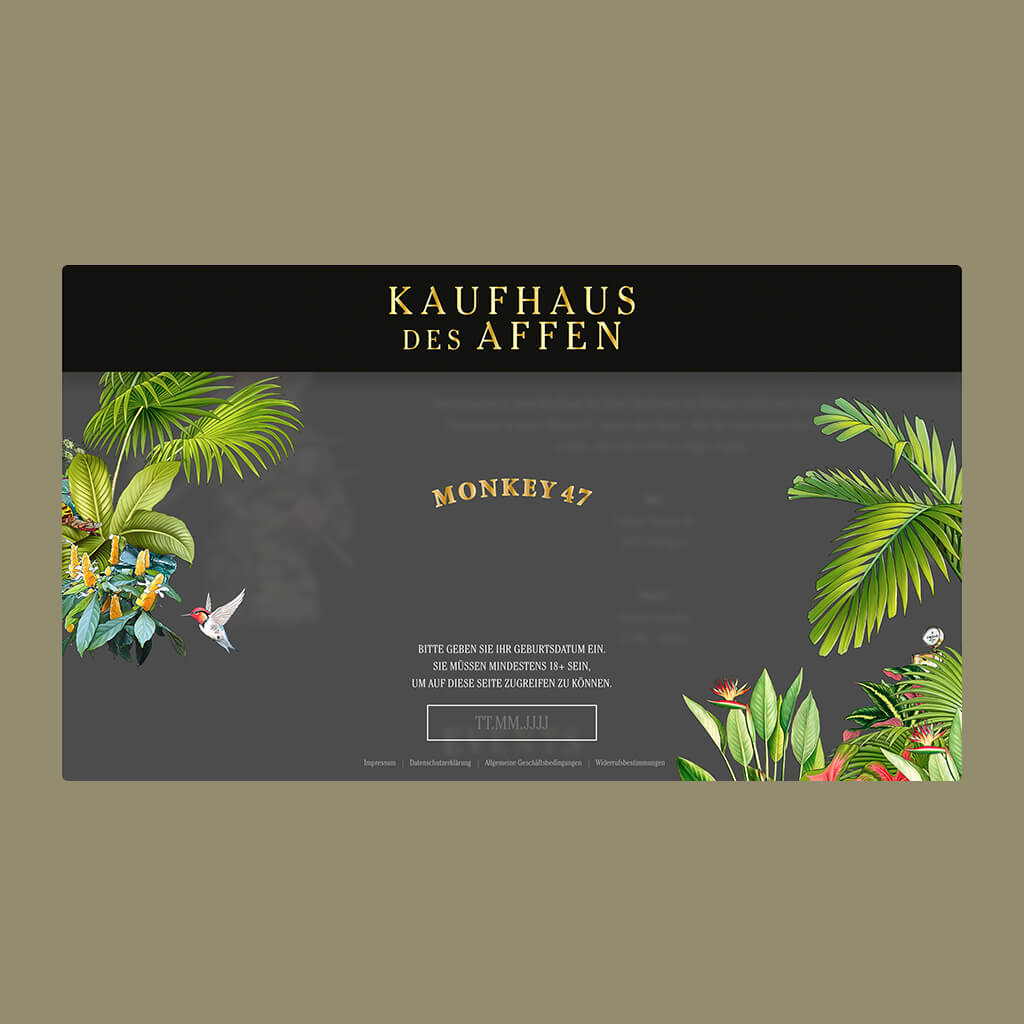 KAUFHAUS
DES AFFEN
MONKEY 47
BITTE GEBEN SIE IHR GEBURTSDATUM EIN.
SIE MÜSSEN MINDESTENS 18+ SEIN,
UM AUF DIESE SEITE ZUGREIFEN ZU KÖNNEN.
TT.MM.JJJJ
EVENTS
Impressum | Datenschutzerklärung | Allgemeine Geschäftsbedingungen | Widerrufsbestimmungen